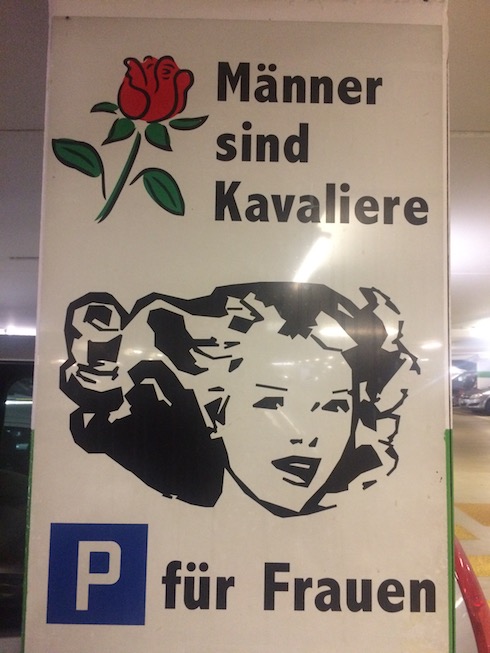 Männer
sind
Kavaliere
P für Frauen